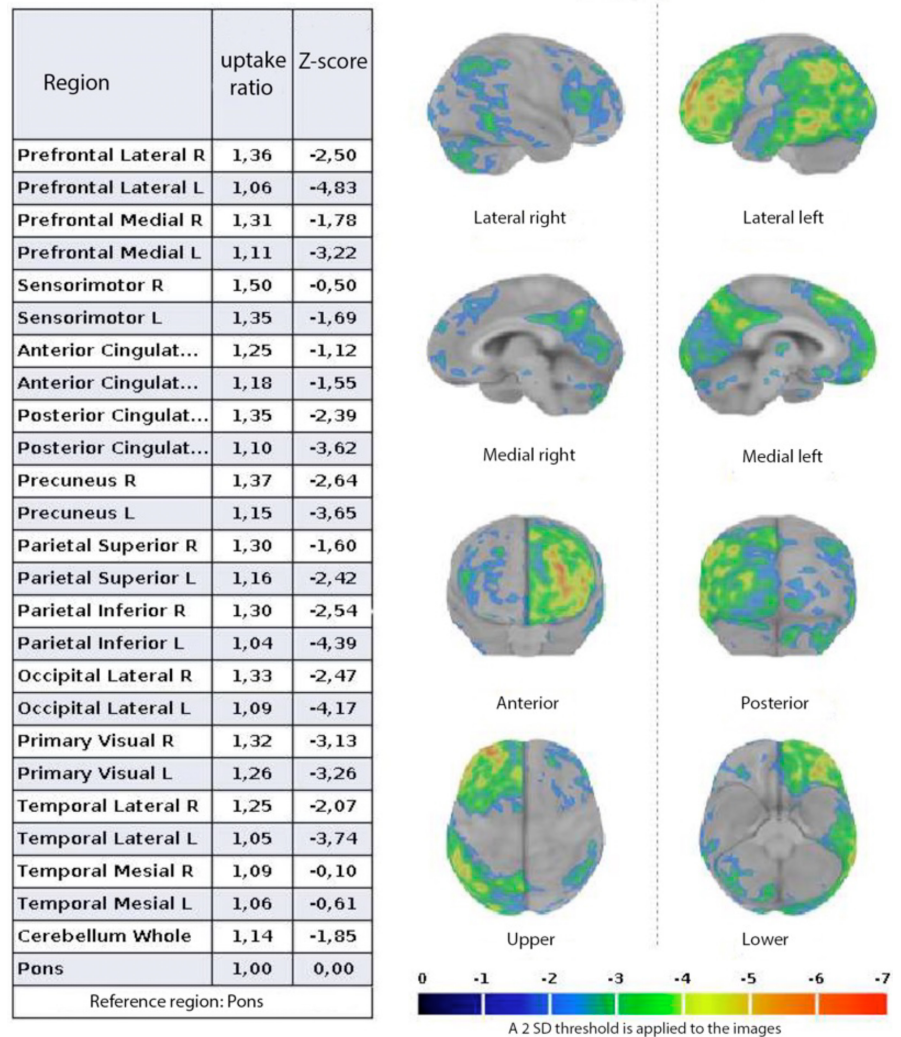 Region uptake ratio Z-score
Prefrontal Lateral R 1,36 -2,50
Prefrontal Lateral L 1,06 -4,83
Prefrontal Medial R 1,31 -1,78
Prefrontal Medial L 1,11 -3,22
Sensorimotor R 1,50 -0,50
Sensorimotor L 1,35 -1,69
Anterior Cingulat... 1,25 -1,12
Anterior Cingulat... 1,18 -1,55
Posterior Cingulat... 1,35 -2,39
Posterior Cingulat... 1,10 -3,62
Precuneus R 1,37 -2,64
Precuneus L 1,15 -3,65
Parietal Superior R 1,30 -1,60
Parietal Superior L 1,16 -2,42
Parietal Inferior R 1,30 -2,54
Parietal Inferior L 1,04 -4,39
Occipital Lateral R 1,33 -2,47
Occipital Lateral L 1,09 -4,17
Primary Visual R 1,32 -3,13
Primary Visual L 1,26 -3,26
Temporal Lateral R 1,25 -2,07
Temporal Lateral L 1,05 -3,74
Temporal Mesial R 1,09 -0,10
Temporal Mesial L 1,06 -0,61
Cerebellum Whole 1,14 -1,85
Pons 1,00 0,00
Reference region: Pons
Lateral right
Lateral left
Medial right
Medial left
Anterior
Posterior
Upper
Lower
0 -1 -2 -3 -4 -5 -6 -7
A 2 SD threshold is applied to the images